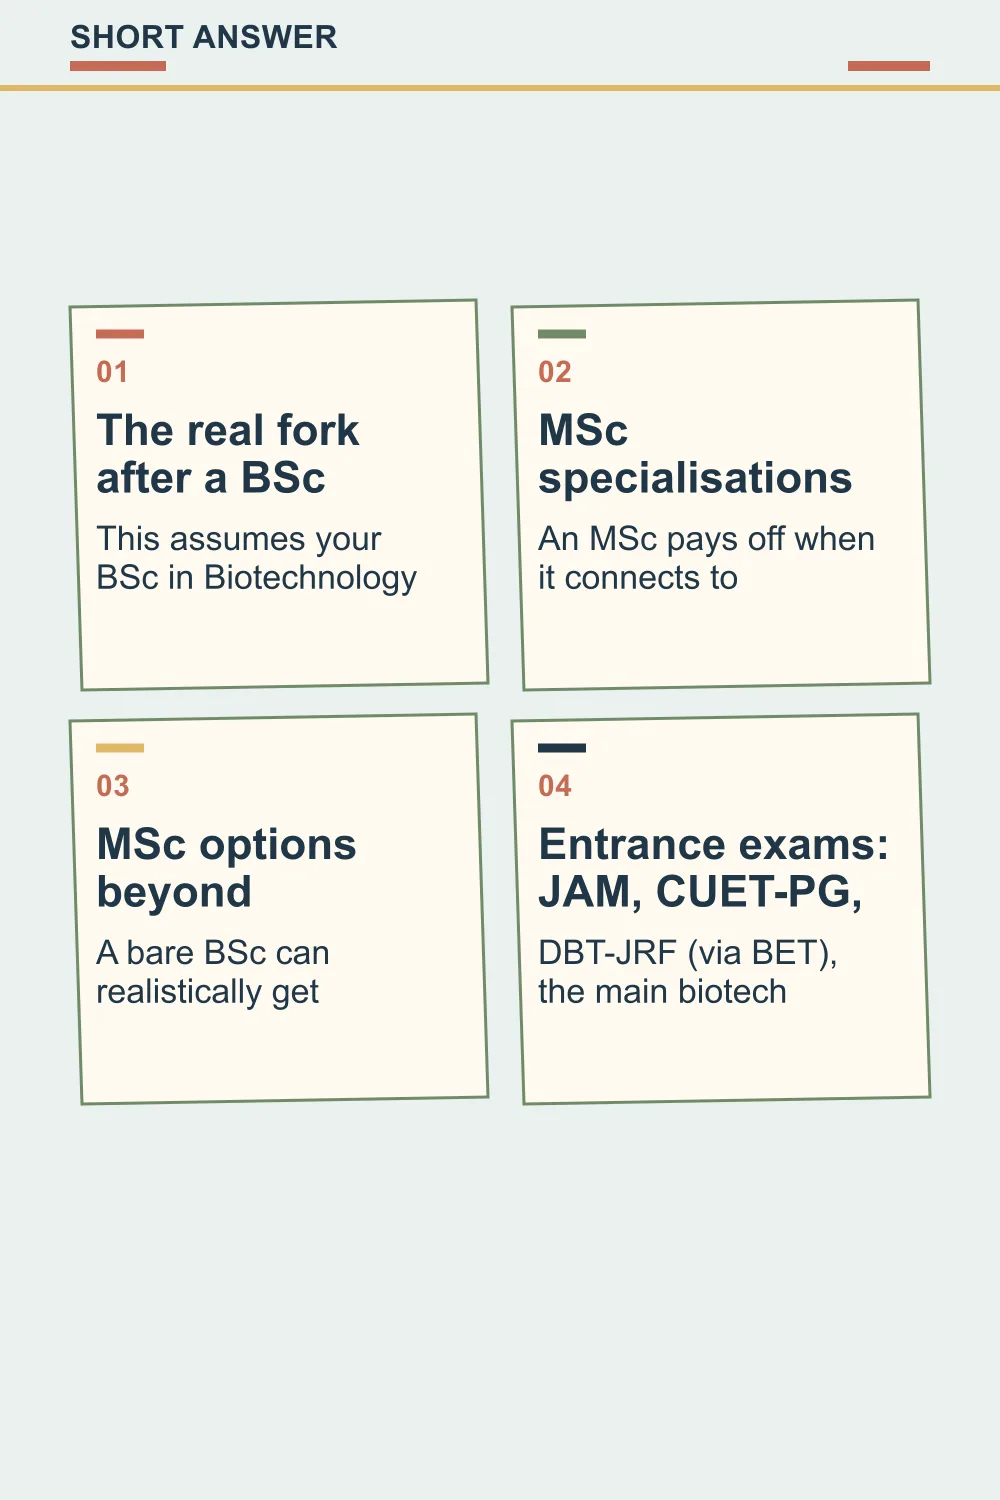 SHORT ANSWER
01
The real fork
after a BSc
This assumes your
BSc in Biotechnology
02
MSc
specialisations
An MSc pays off when
it connects to
03
MSc options
beyond
A bare BSc can
realistically get
04
Entrance exams:
JAM, CUET-PG,
DBT-JRF (via BET),
the main biotech